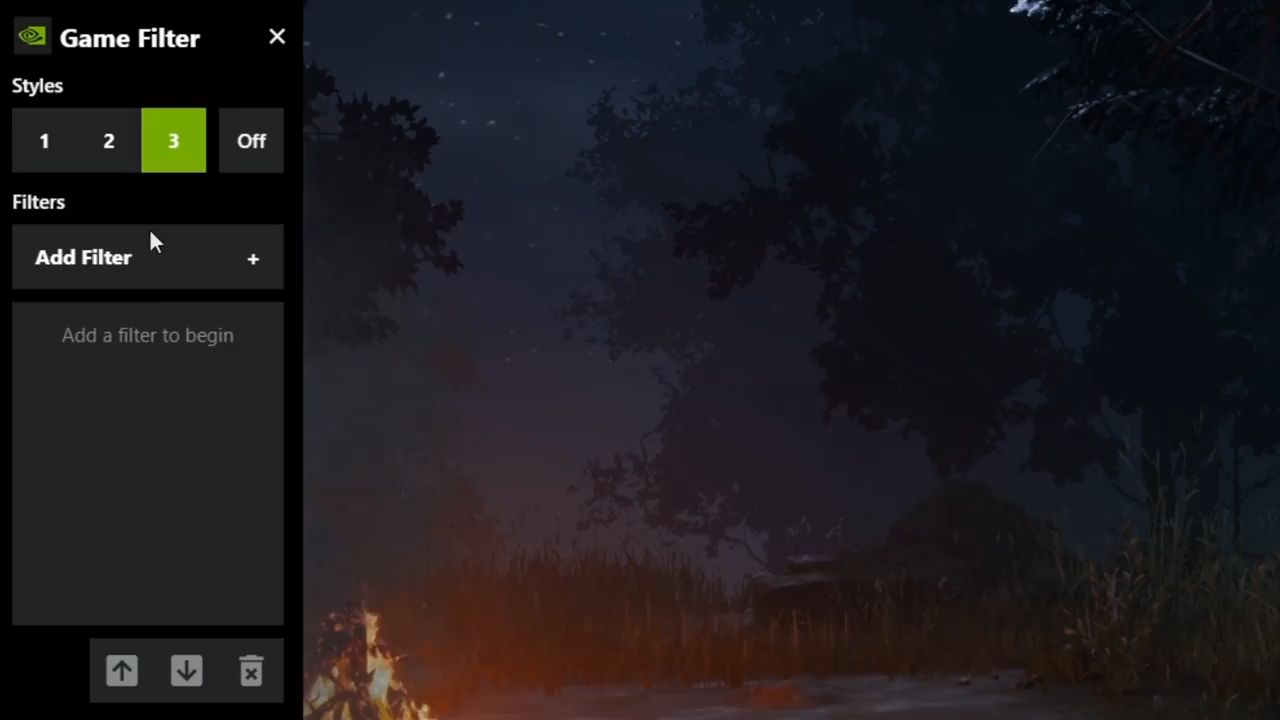 Game Filter
Styles
1 2 3 Off
Filters
Add Filter +
Add a filter to begin